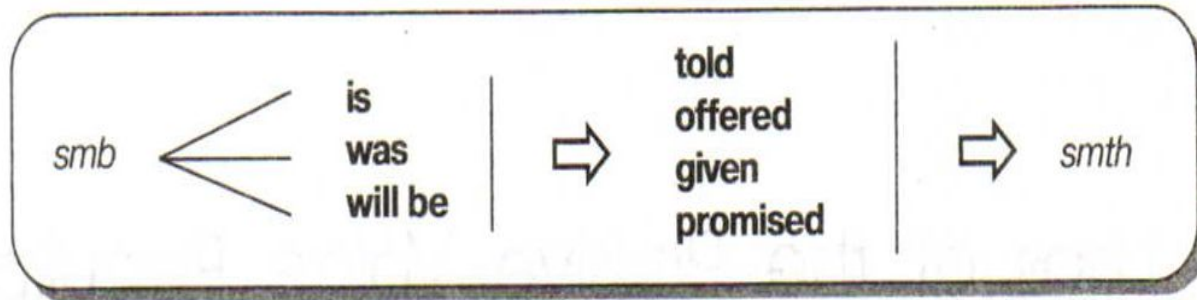 smb
is
was
will be
told
offered
given
promised
smth